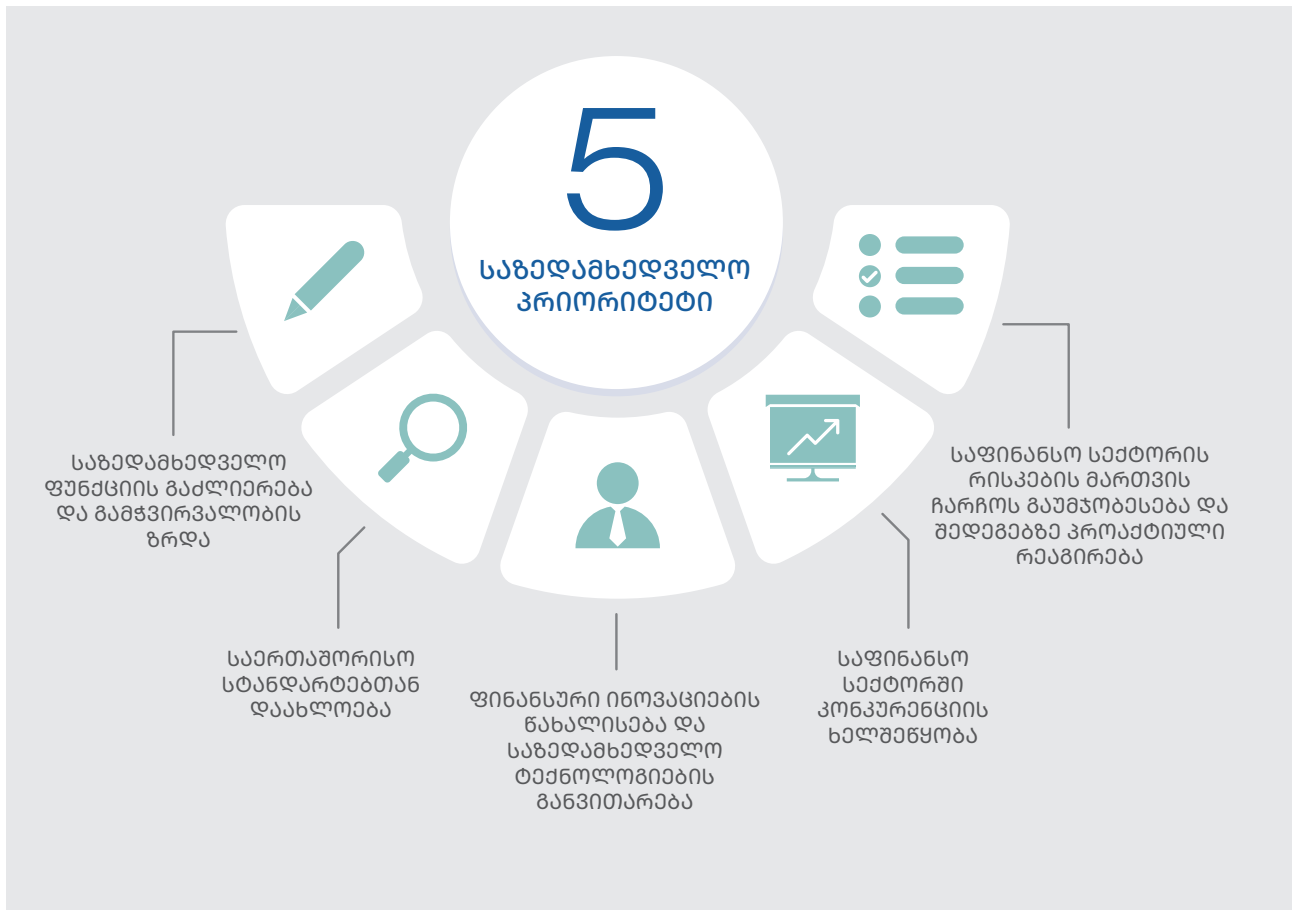 5
საზედამხედველო
პრიორიტეტი
საზედამხედველო
ფუნქციის გაძლიერება
და გამჭვირვალობის
ზრდა
საერთაშორისო
სტანდარტებთან
დაახლოება
ფინანსური ინოვაციების
წახალისება და
საზედამხედველო
ტექნოლოგიების
განვითარება
საფინანსო
სექტორში
კონკურენციის
ხელშეწყობა
საფინანსო სექტორის
რისკების მართვის
ჩარჩოს გაუმჯობესება და
შედეგებზე პროაქტიული
რეაგირება